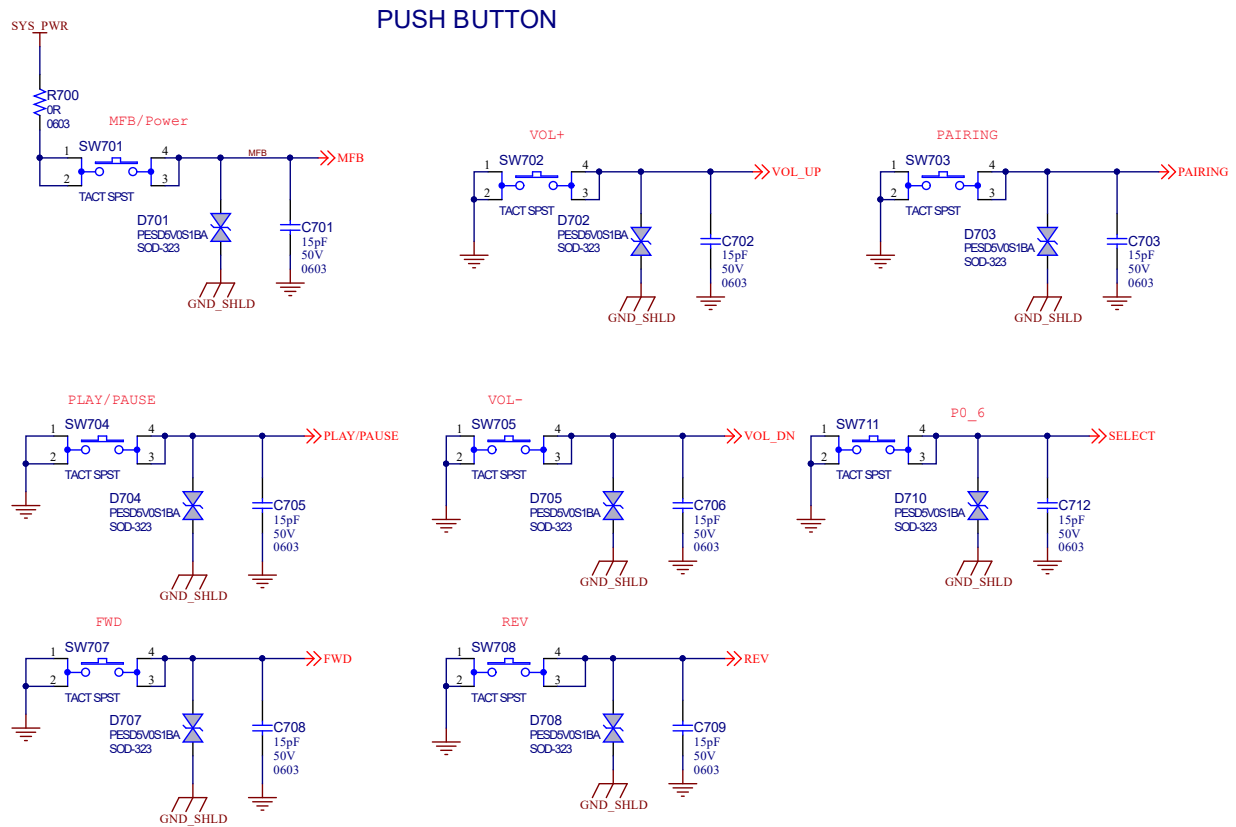 PUSH BUTTON
SYS_PWR
R700
0R
0603
MFB/Power
SW701
1
2
4
3
TACT SPST
MFB
MFB
D701
PESD5V0S1BA
SOD-323
C701
15pF
50V
0603
GND_SHLD
VOL+
SW702
1
2
4
3
TACT SPST
VOL_UP
D702
PESD5V0S1BA
SOD-323
C702
15pF
50V
0603
GND_SHLD
PAIRING
SW703
1
2
4
3
TACT SPST
PAIRING
D703
PESD5V0S1BA
SOD-323
C703
15pF
50V
0603
GND_SHLD
PLAY/PAUSE
SW704
1
2
4
3
TACT SPST
PLAY/PAUSE
D704
PESD5V0S1BA
SOD-323
C705
15pF
50V
0603
GND_SHLD
VOL-
SW705
1
2
4
3
TACT SPST
VOL_DN
D705
PESD5V0S1BA
SOD-323
C706
15pF
50V
0603
GND_SHLD
P0_6
SW711
1
2
4
3
TACT SPST
SELECT
D710
PESD5V0S1BA
SOD-323
C712
15pF
50V
0603
GND_SHLD
FWD
SW707
1
2
4
3
TACT SPST
FWD
D707
PESD5V0S1BA
SOD-323
C708
15pF
50V
0603
GND_SHLD
REV
SW708
1
2
4
3
TACT SPST
REV
D708
PESD5V0S1BA
SOD-323
C709
15pF
50V
0603
GND_SHLD